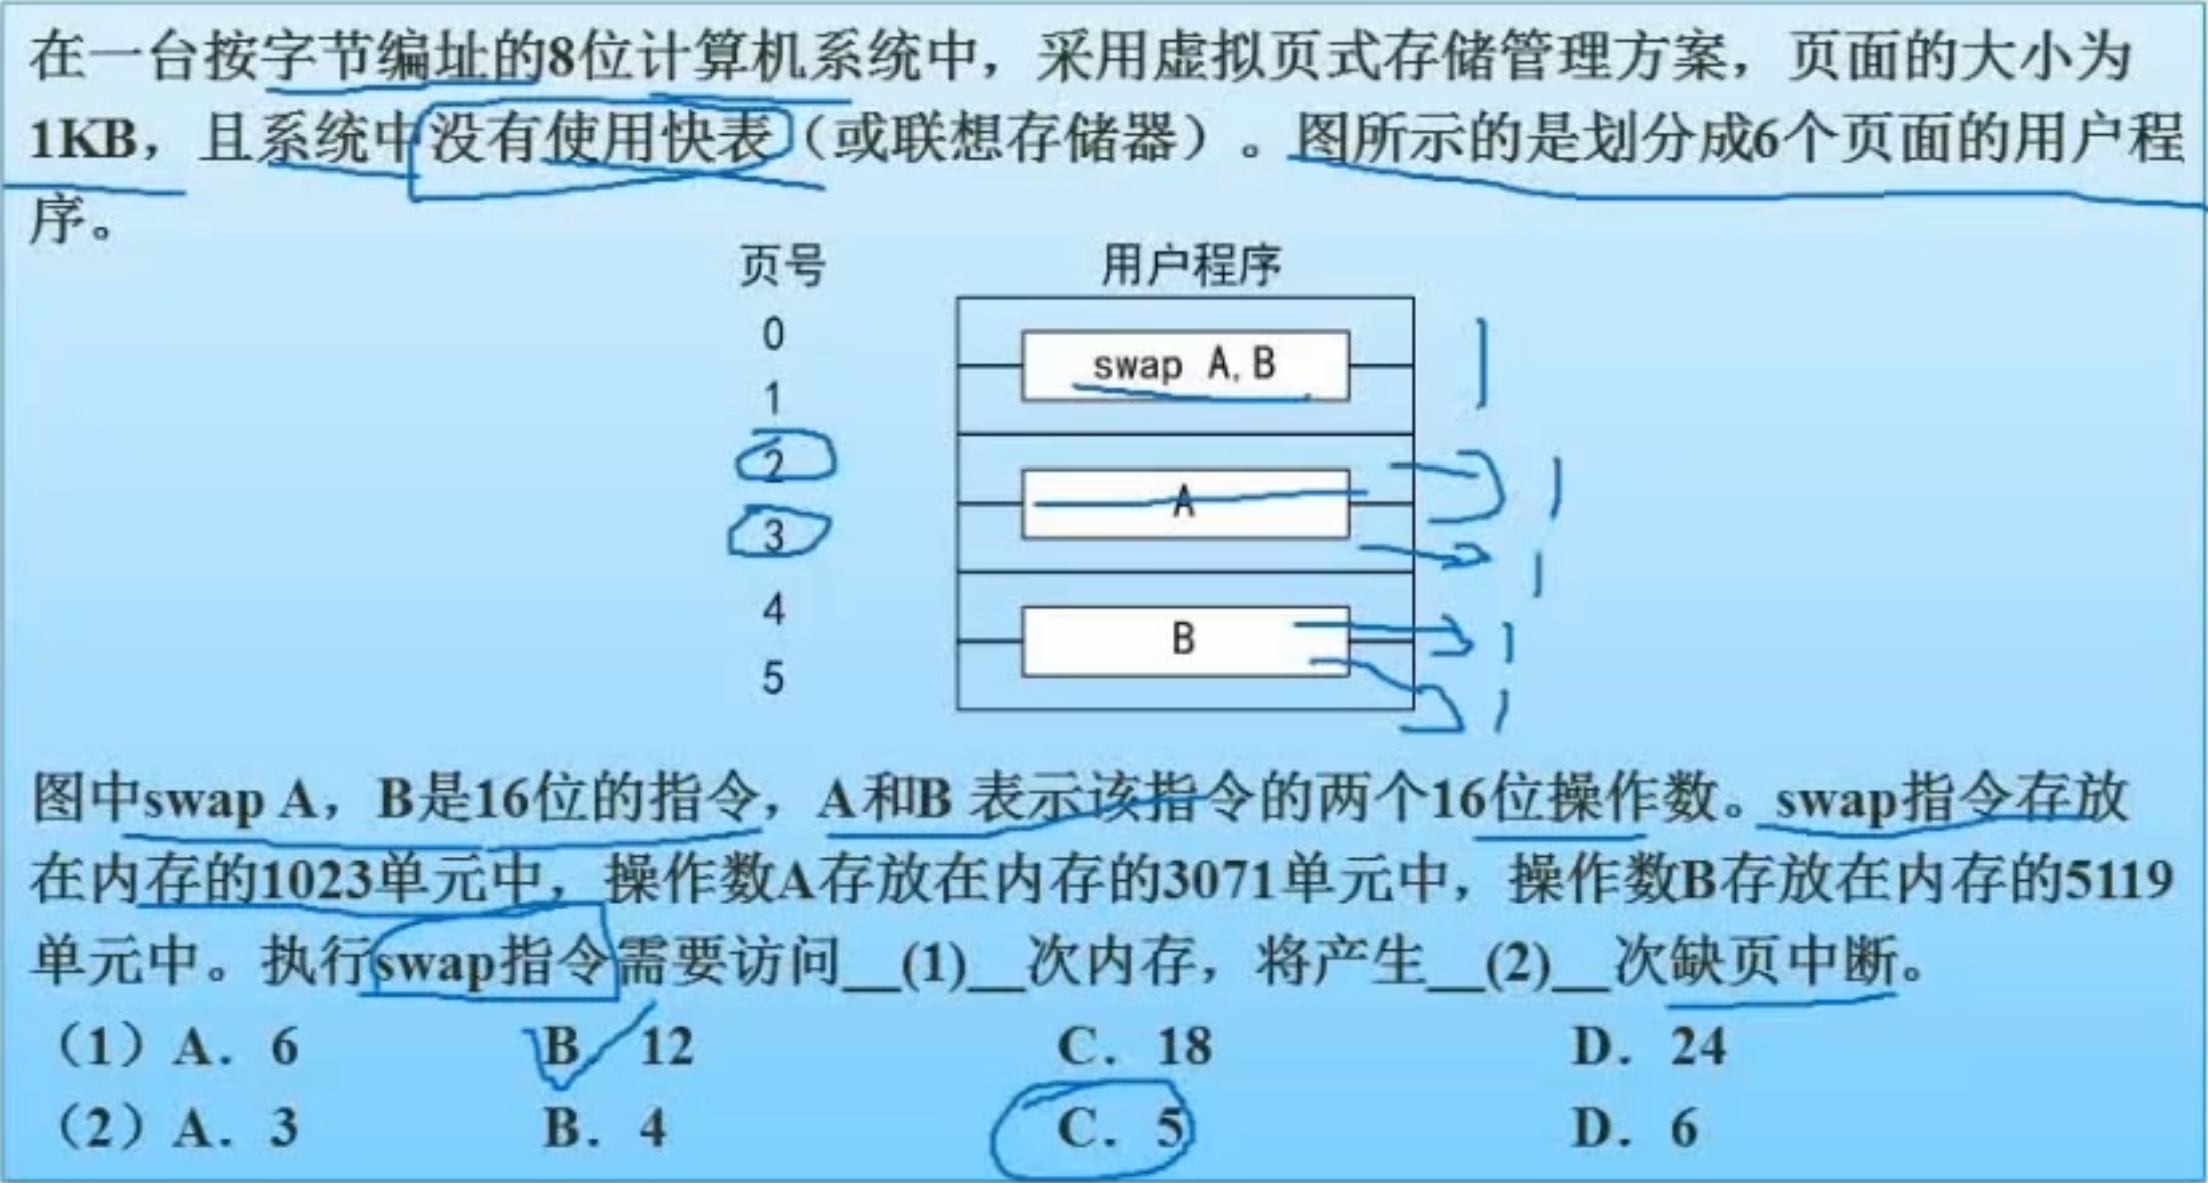 在一台按字节编址的8位计算机系统中，采用虚拟页式存储管理方案，页面的大小为
1KB，且系统中没有使用快表（或联想存储器）。图所示的是划分成6个页面的用户程
序。
页号 用户程序
0
swap A,B
1
2
A
3
4
B
5
图中swap A，B是16位的指令，A和B 表示该指令的两个16位操作数。swap指令存放
在内存的1023单元中，操作数A存放在内存的3071单元中，操作数B存放在内存的5119
单元中。执行swap指令需要访问__(1)__次内存，将产生__(2)__次缺页中断。
（1）A．6 B．12 C．18 D．24
（2）A．3 B．4 C．5 D．6